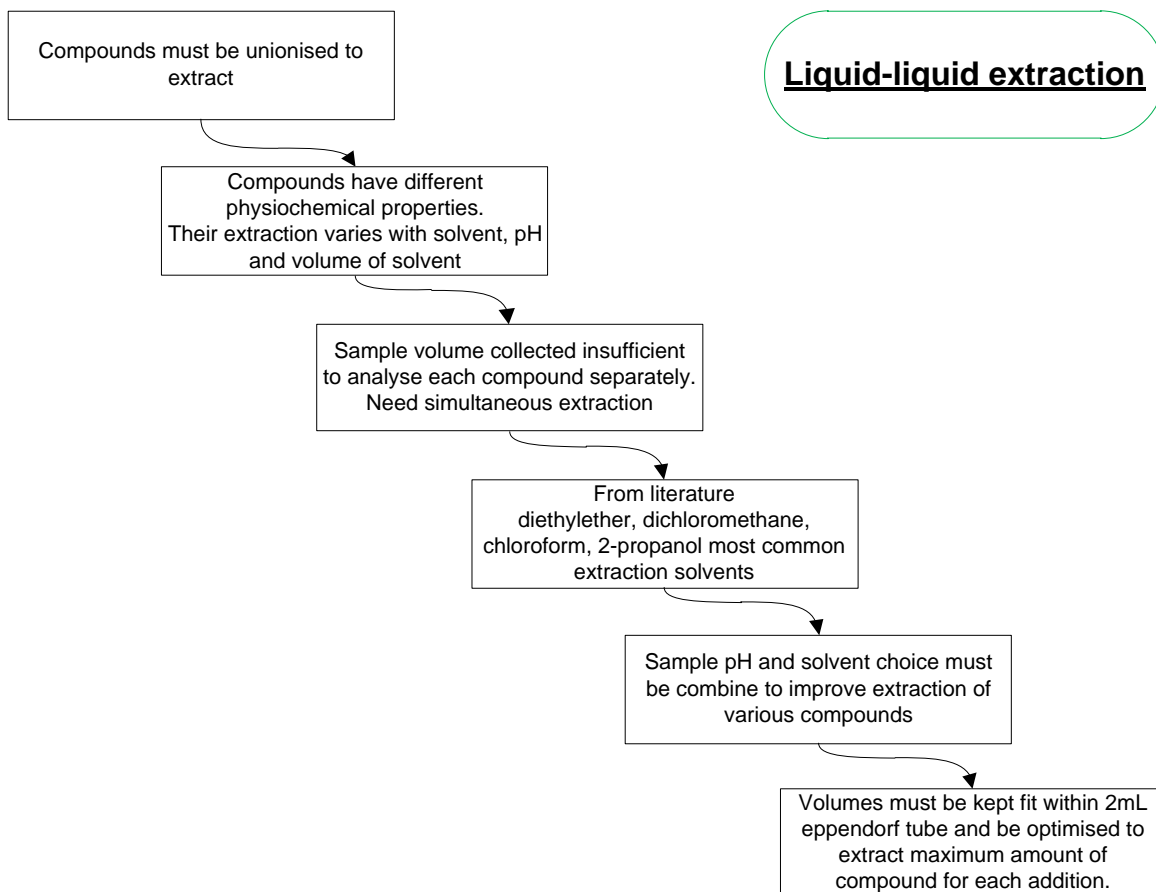 Liquid-liquid extraction
Compounds must be unionised to
extract
Compounds have different
physiochemical properties.
Their extraction varies with solvent, pH
and volume of solvent
Sample volume collected insufficient
to analyse each compound separately.
Need simultaneous extraction
From literature
diethylether, dichloromethane,
chloroform, 2-propanol most common
extraction solvents
Sample pH and solvent choice must
be combine to improve extraction of
various compounds
Volumes must be kept fit within 2mL
eppendorf tube and be optimised to
extract maximum amount of
compound for each addition.